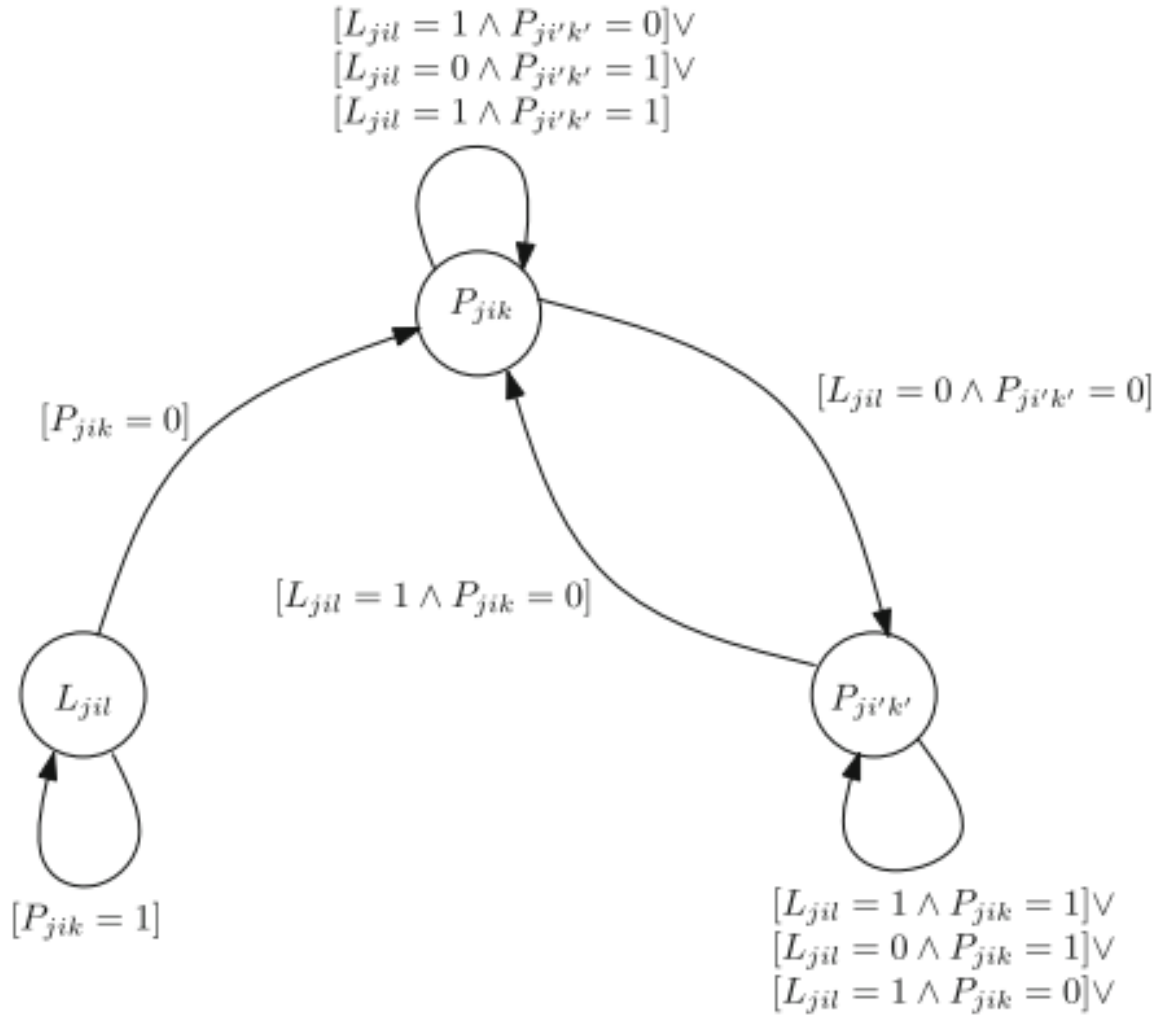 [L_{jil} = 1 ∧ P_{ji'k'} = 0]∨
[L_{jil} = 0 ∧ P_{ji'k'} = 1]∨
[L_{jil} = 1 ∧ P_{ji'k'} = 1]
P_{jik}
[L_{jil} = 0 ∧ P_{ji'k'} = 0]
[P_{jik} = 0]
[L_{jil} = 1 ∧ P_{jik} = 0]
L_{jil}
P_{ji'k'}
[P_{jik} = 1]
[L_{jil} = 1 ∧ P_{jik} = 1]∨
[L_{jil} = 0 ∧ P_{jik} = 1]∨
[L_{jil} = 1 ∧ P_{jik} = 0]∨